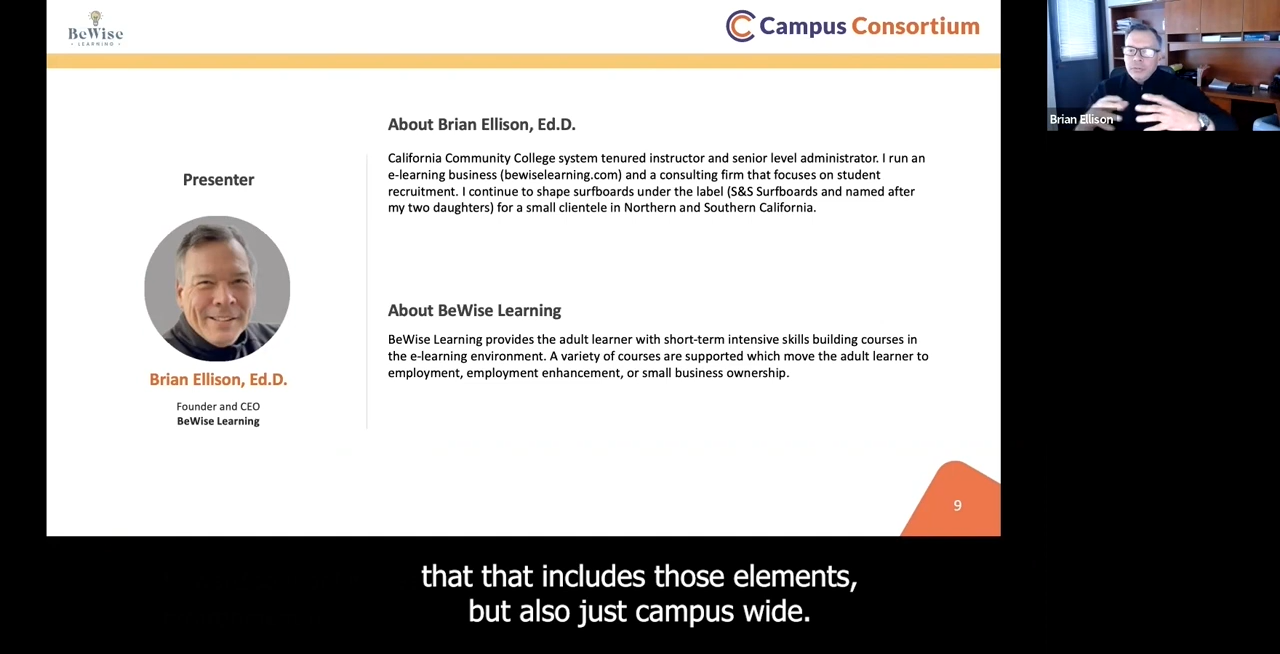 BeWise
LEARNING
Campus Consortium
Brian Ellison
Presenter
Brian Ellison, Ed.D.
Founder and CEO
BeWise Learning
About Brian Ellison, Ed.D.
California Community College system tenured instructor and senior level administrator. I run an
e-learning business (bewiselearning.com) and a consulting firm that focuses on student
recruitment. I continue to shape surfboards under the label (S&S Surfboards and named after
my two daughters) for a small clientele in Northern and Southern California.
About BeWise Learning
BeWise Learning provides the adult learner with short-term intensive skills building courses in
the e-learning environment. A variety of courses are supported which move the adult learner to
employment, employment enhancement, or small business ownership.
9
that that includes those elements,
but also just campus wide.